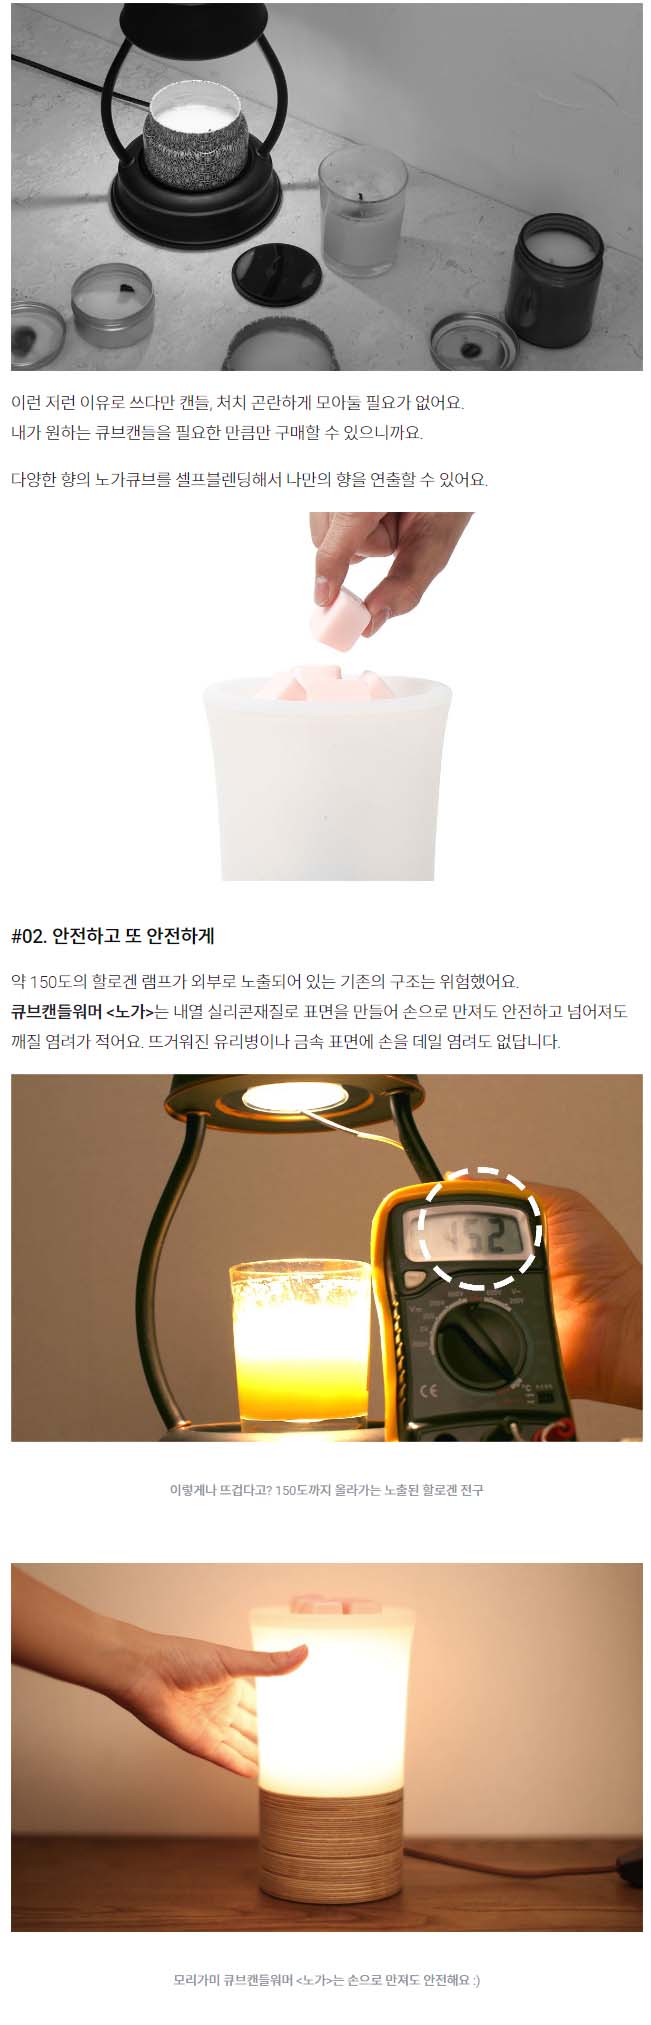 이런 저런 이유로 쓰다만 캔들, 처치 곤란하게 모아둘 필요가 없어요.
내가 원하는 큐브캔들을 필요한 만큼만 구매할 수 있으니까요.
다양한 향의 노가큐브를 셀프블렌딩해서 나만의 향을 연출할 수 있어요.
#02. 안전하고 또 안전하게
약 150도의 할로겐 램프가 외부로 노출되어 있는 기존의 구조는 위험했어요.
큐브캔들워머 <노가>는 내열 실리콘재질로 표면을 만들어 손으로 만져도 안전하고 넘어져도
깨질 염려가 적어요. 뜨거워진 유리병이나 금속 표면에 손을 데일 염려도 없답니다.
152
CE
이렇게나 뜨겁다고? 150도까지 올라가는 노출된 할로겐 전구
모리가미 큐브캔들워머 <노가>는 손으로 만져도 안전해요 :)